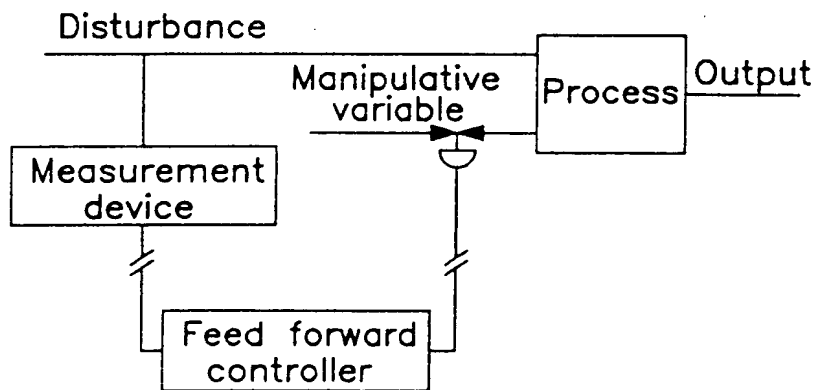 Disturbance
Manipulative
variable
Process
Output
Measurement
device
Feed forward
controller